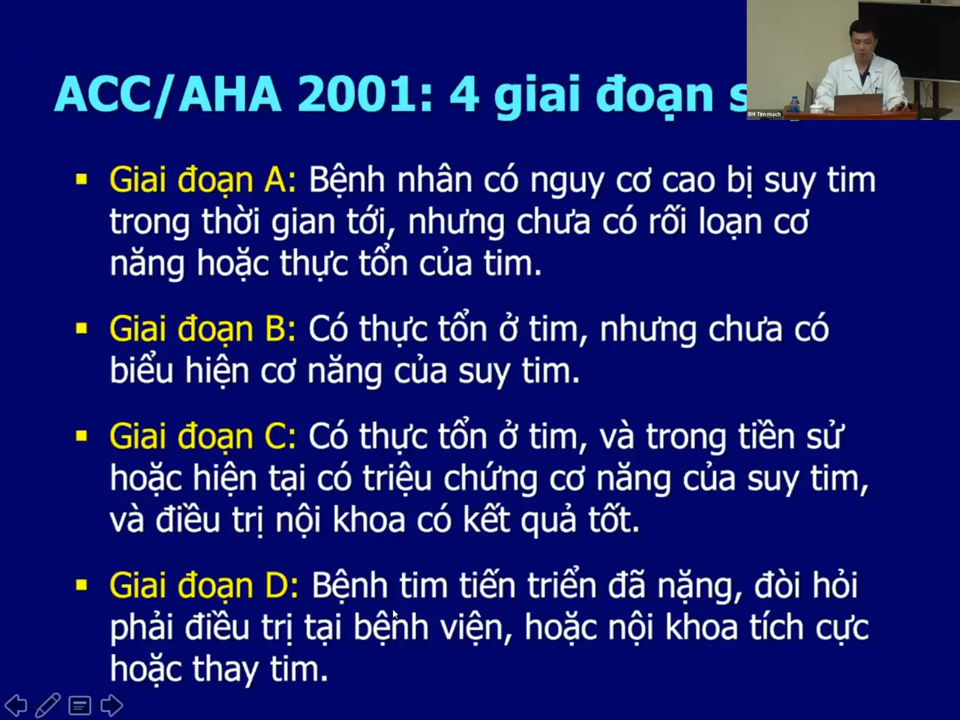 ACC/AHA 2001: 4 giai đoạn
BM Tim mạch
Giai đoạn A: Bệnh nhân có nguy cơ cao bị suy tim
trong thời gian tới, nhưng chưa có rối loạn cơ
năng hoặc thực tổn của tim.
Giai đoạn B: Có thực tổn ở tim, nhưng chưa có
biểu hiện cơ năng của suy tim.
Giai đoạn C: Có thực tổn ở tim, và trong tiền sử
hoặc hiện tại có triệu chứng cơ năng của suy tim,
và điều trị nội khoa có kết quả tốt.
Giai đoạn D: Bệnh tim tiến triển đã nặng, đòi hỏi
phải điều trị tại bệnh viện, hoặc nội khoa tích cực
hoặc thay tim.